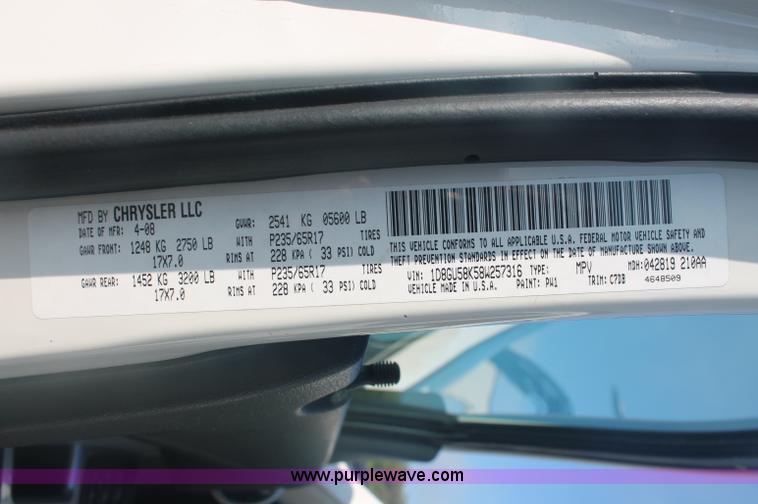 MFD BY CHRYSLER LLC
DATE OF MFR: 4-08 GVWR: 2541 KG 05600 LB
GAWR FRONT: 1248 KG 2750 LB WITH P235/65R17 TIRES
17X7.0 RIMS AT 228 KPA ( 33 PSI) COLD
GAWR REAR: 1452 KG 3200 LB WITH P235/65R17 TIRES
17X7.0 RIMS AT 228 KPA ( 33 PSI) COLD
THIS VEHICLE CONFORMS TO ALL APPLICABLE U.S.A. FEDERAL MOTOR VEHICLE SAFETY AND
THEFT PREVENTION STANDARDS IN EFFECT ON THE DATE OF MANUFACTURE SHOWN ABOVE.
VIN: 1D8GU58K58W257316 TYPE: MPV MDH: 042819 210AA
VEHICLE MADE IN U.S.A. PAINT: PW1 TRIM: C7DB 4648509
www.purplewave.com